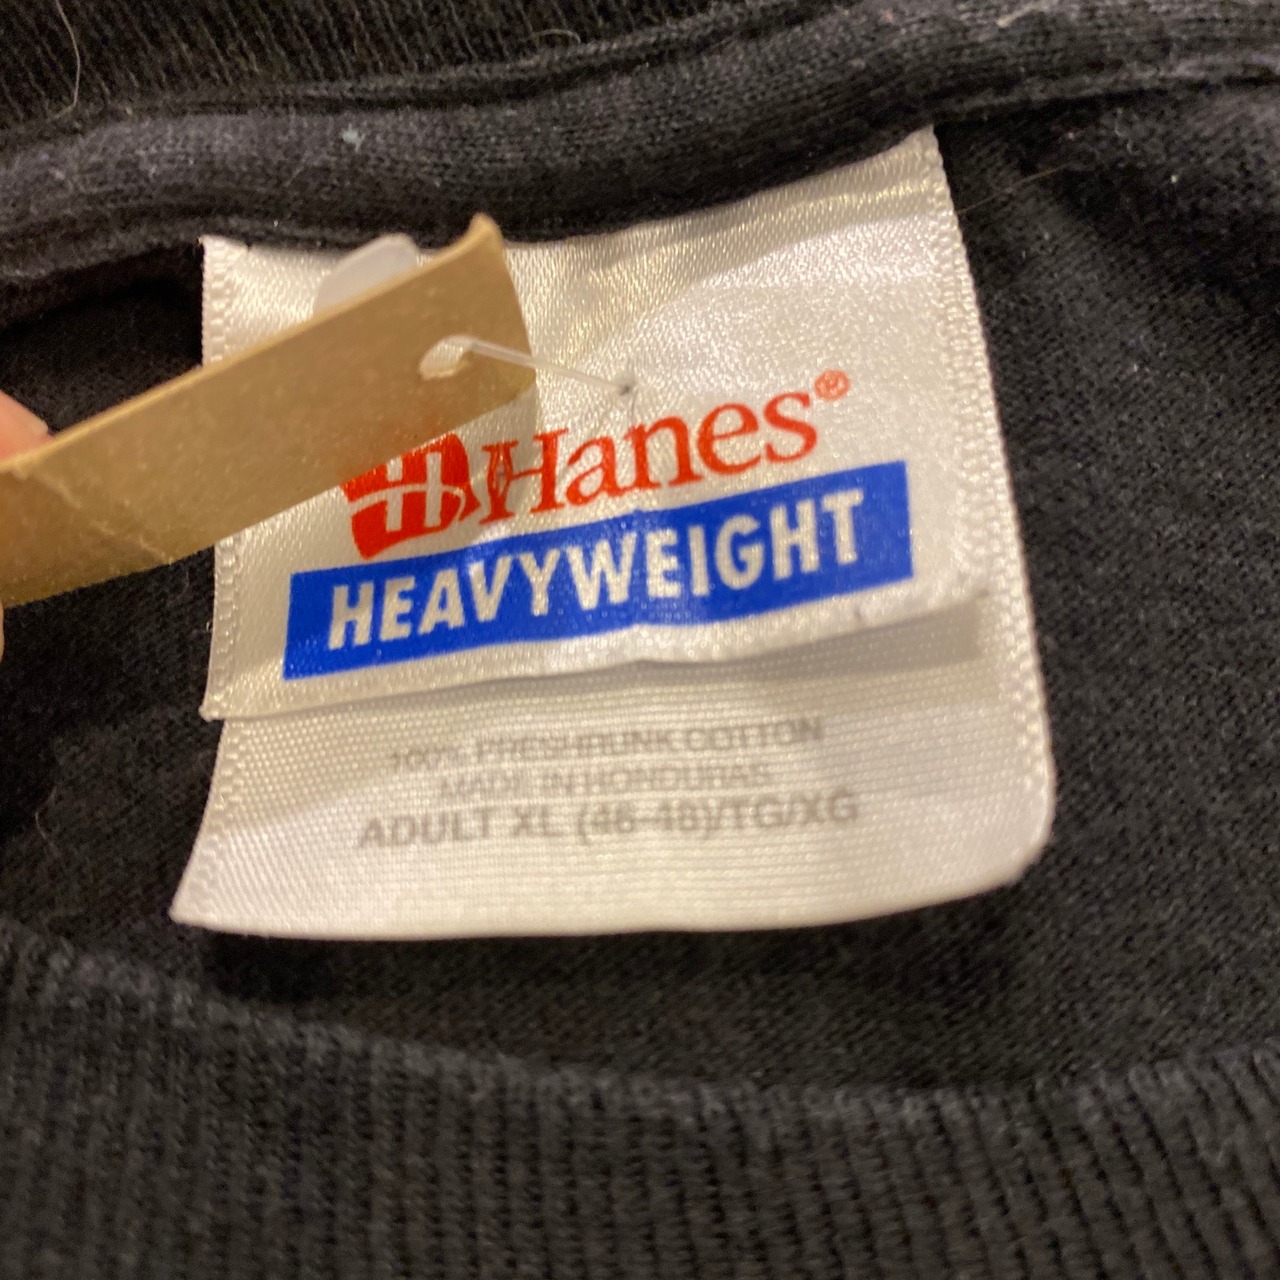 Hanes®
HEAVYWEIGHT
100% PRESHRUNK COTTON
MADE IN HONDURAS
ADULT XL (46-48)/TG/XG